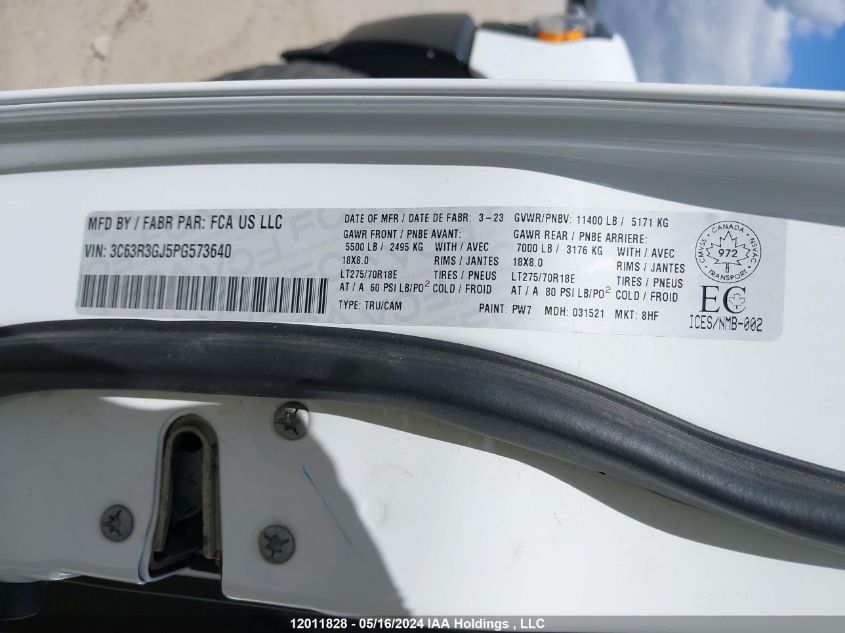 MFD BY / FABR PAR: FCA US LLC
VIN: 3C63R3GJ5PG573640
DATE OF MFR / DATE DE FABR: 3-23 GVWR/PNBV: 11400 LB / 5171 KG
GAWR FRONT / PNBE AVANT: GAWR REAR / PNBE ARRIERE:
5500 LB / 2495 KG WITH / AVEC 7000 LB / 3176 KG WITH / AVEC
18X8.0 RIMS / JANTES 18X8.0 RIMS / JANTES
LT275/70R18E TIRES / PNEUS LT275/70R18E TIRES / PNEUS
AT / A 60 PSI LB/PO² COLD / FROID AT / A 80 PSI LB/PO² COLD / FROID
TYPE: TRU/CAM PAINT: PW7 MDH: 031521 MKT: 8HF
CANADA
CMVSS NSVAC
972
TRANSPORT
EC
ICES/NMB-002
12011828 - 05/16/2024 IAA Holdings , LLC